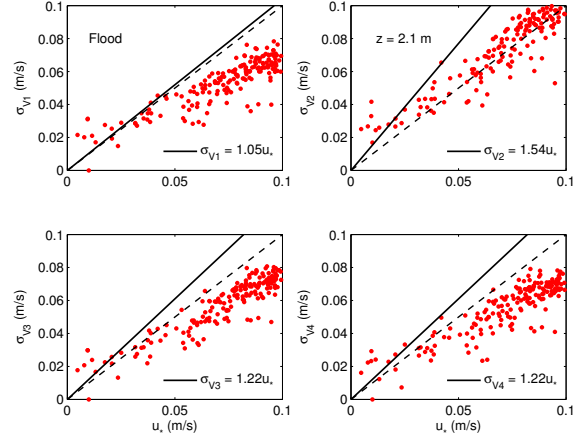 Flood
σV1 (m/s)
0.1
0.08
0.06
0.04
0.02
0
0 0.05 0.1
σV1 = 1.05u*
z = 2.1 m
σV2 (m/s)
0.1
0.08
0.06
0.04
0.02
0
0 0.05 0.1
σV2 = 1.54u*
σV3 (m/s)
0.1
0.08
0.06
0.04
0.02
0
0 0.05 0.1
σV3 = 1.22u*
u* (m/s)
σV4 (m/s)
0.1
0.08
0.06
0.04
0.02
0
0 0.05 0.1
σV4 = 1.22u*
u* (m/s)